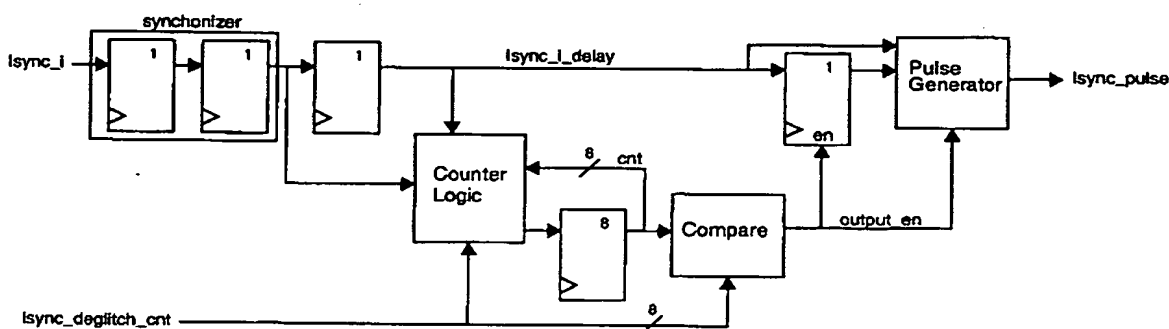 synchonizer
lsync_i
1
1
1
lsync_i_delay
1
en
Pulse
Generator
lsync_pulse
8
cnt
Counter
Logic
8
Compare
output_en
lsync_deglitch_cnt
8